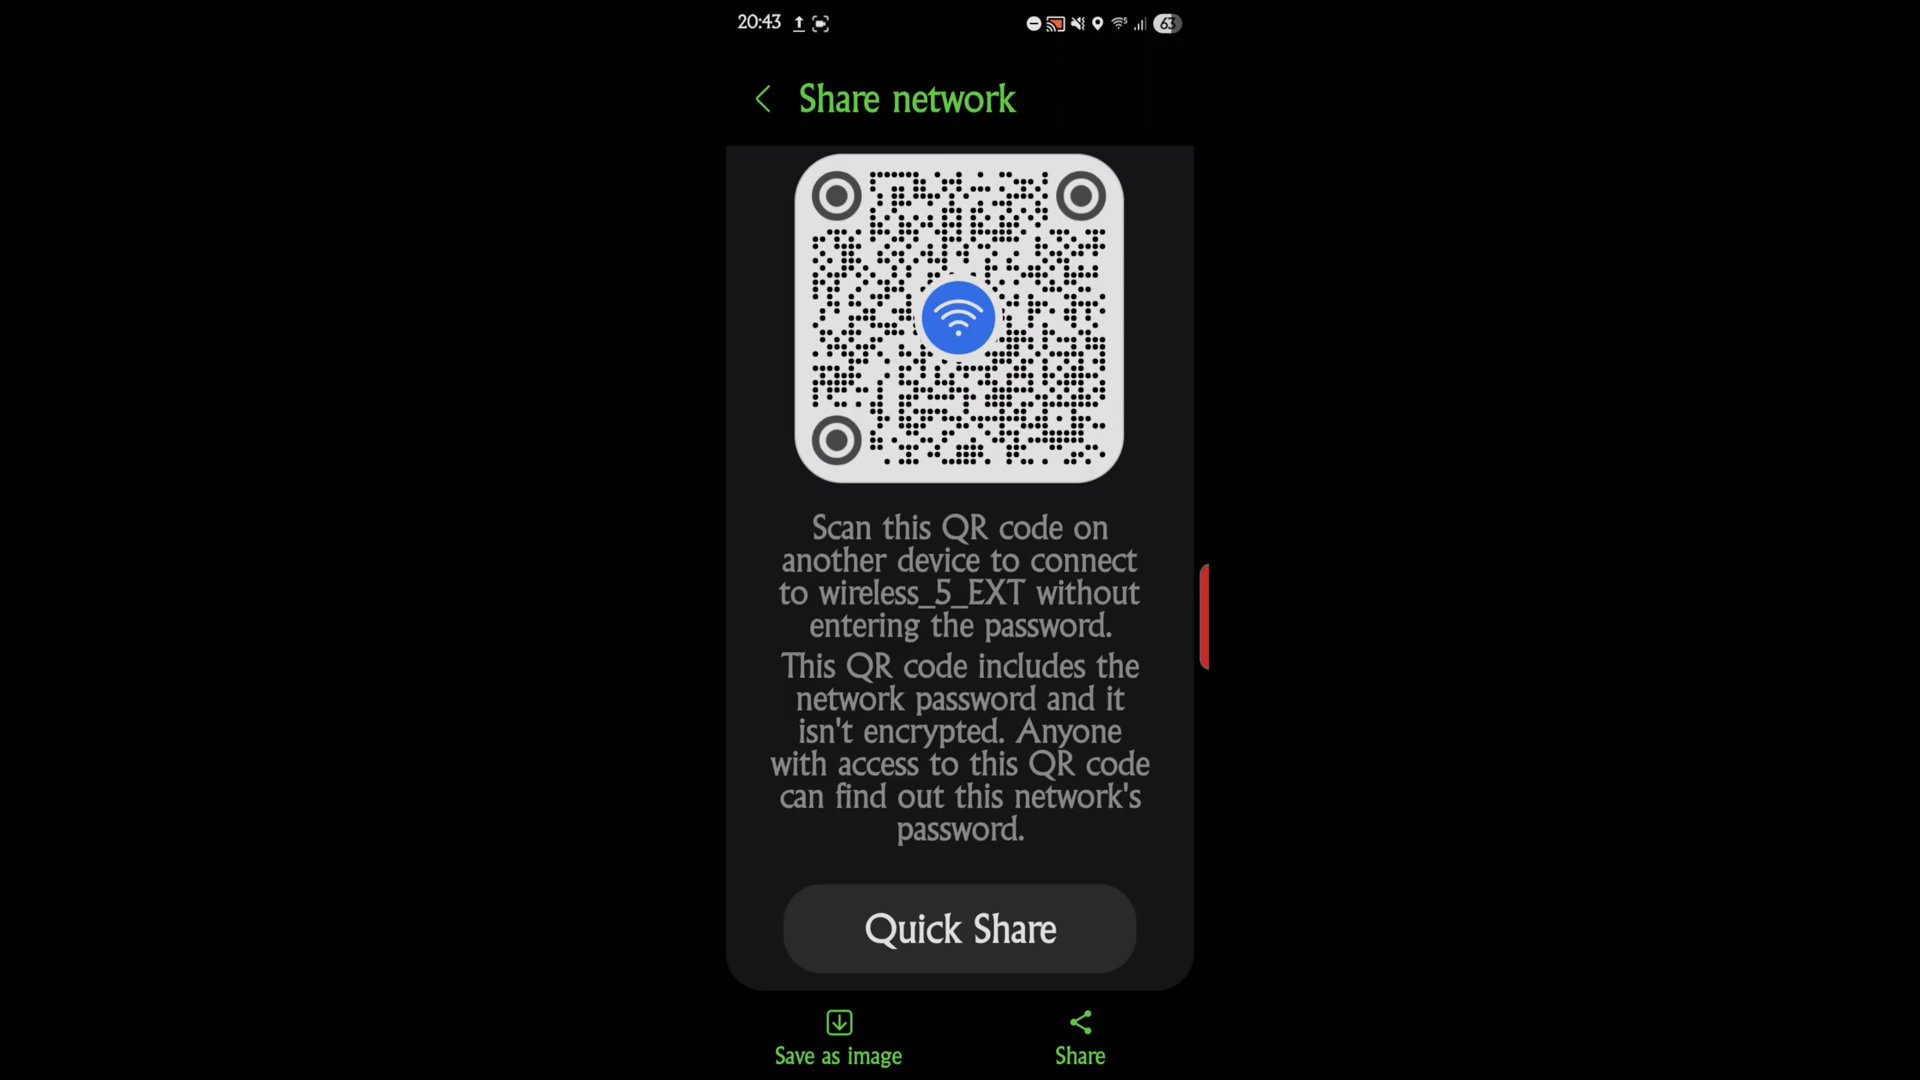 20:43
63
Share network
Scan this QR code on
another device to connect
to wireless_5_EXT without
entering the password.
This QR code includes the
network password and it
isn't encrypted. Anyone
with access to this QR code
can find out this network's
password.
Quick Share
Save as image
Share